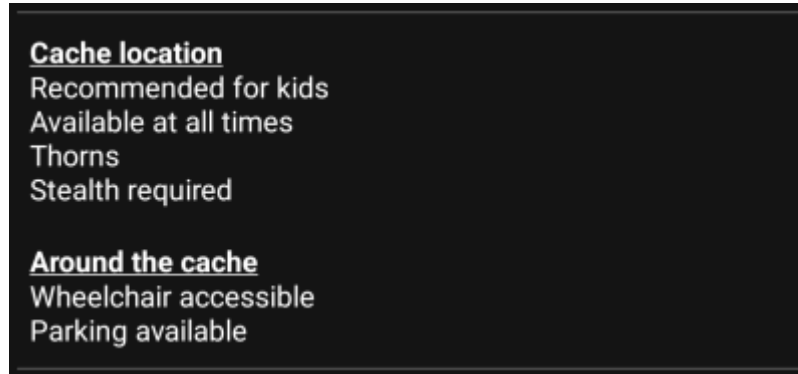 Cache location
Recommended for kids
Available at all times
Thorns
Stealth required
Around the cache
Wheelchair accessible
Parking available